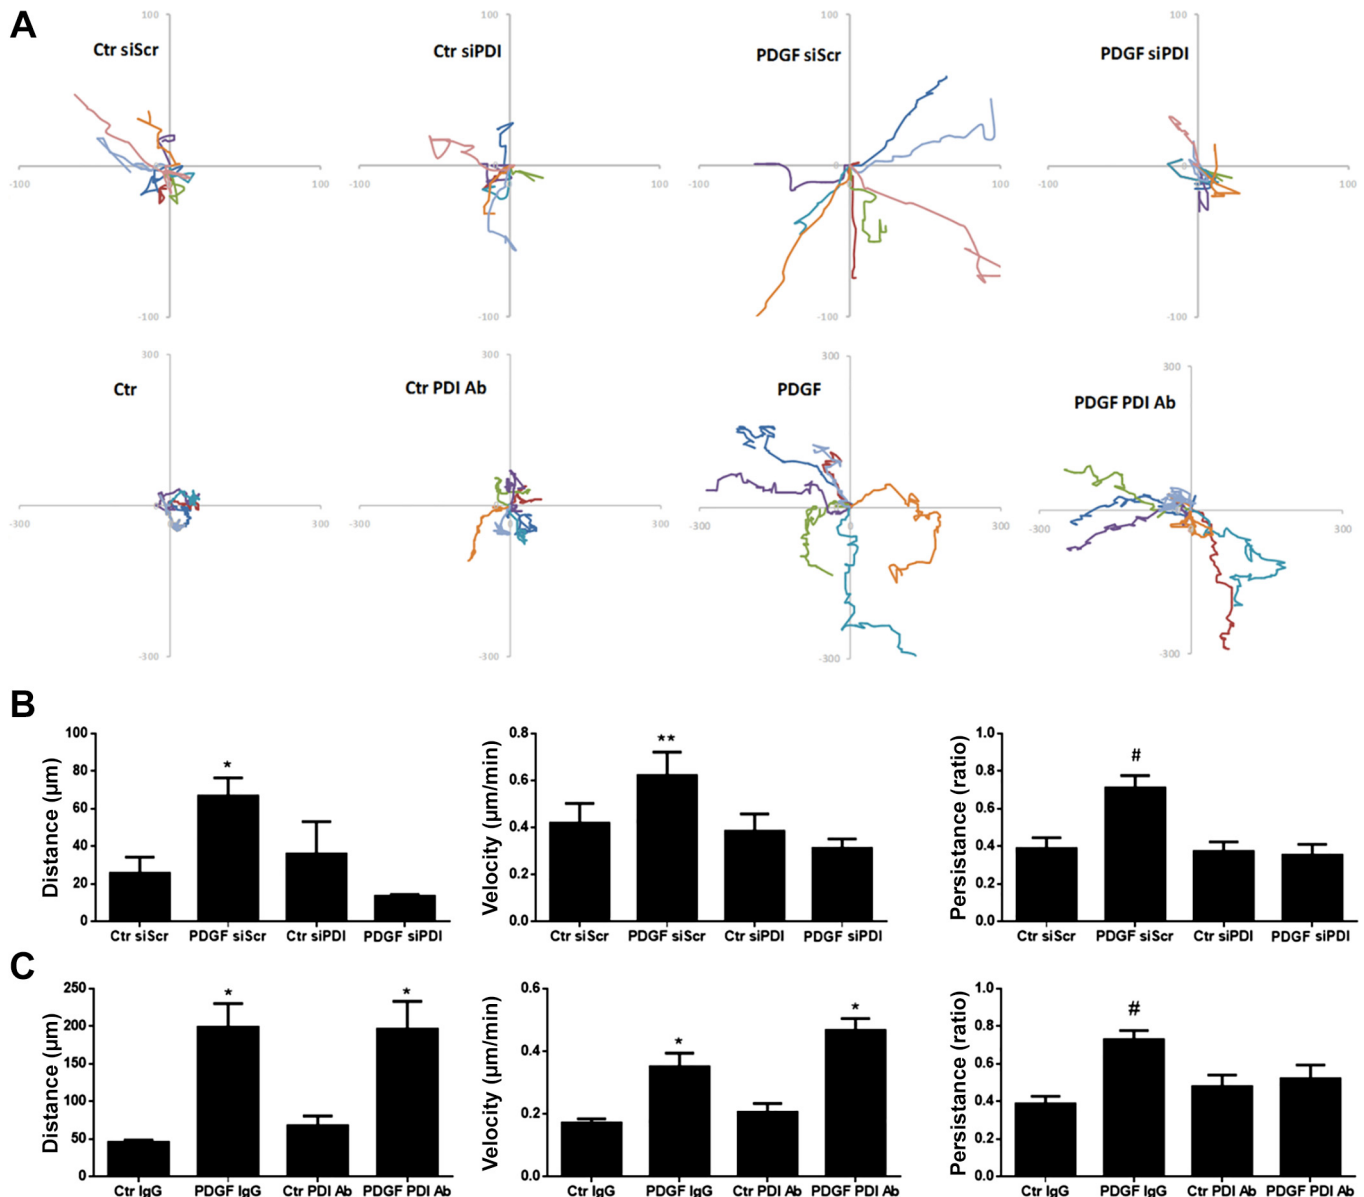 A
100 100 100 100
Ctr siScr Ctr siPDI PDGF siScr PDGF siPDI
-100 0 100 -100 0 100 -100 0 100 -100 0 100
-100 -100 -100 -100
300 300 300 300
Ctr Ctr PDI Ab PDGF PDGF PDI Ab
-300 0 300 -300 0 300 -300 0 300 -300 0 300
-300 -300 -300 -300
B
Distance (µm)
100
80
60
40
20
0
*
Ctr siScr PDGF siScr Ctr siPDI PDGF siPDI
Velocity (µm/min)
0.8
0.6
0.4
0.2
0.0
**
Ctr siScr PDGF siScr Ctr siPDI PDGF siPDI
Persistance (ratio)
1.0
0.8
0.6
0.4
0.2
0.0
#
Ctr siScr PDGF siScr Ctr siPDI PDGF siPDI
C
Distance (µm)
250
200
150
100
50
0
* *
Ctr IgG PDGF IgG Ctr PDI Ab PDGF PDI Ab
Velocity (µm/min)
0.6
0.4
0.2
0.0
* *
Ctr IgG PDGF IgG Ctr PDI Ab PDGF PDI Ab
Persistance (ratio)
1.0
0.8
0.6
0.4
0.2
0.0
#
Ctr IgG PDGF IgG Ctr PDI Ab PDGF PDI Ab